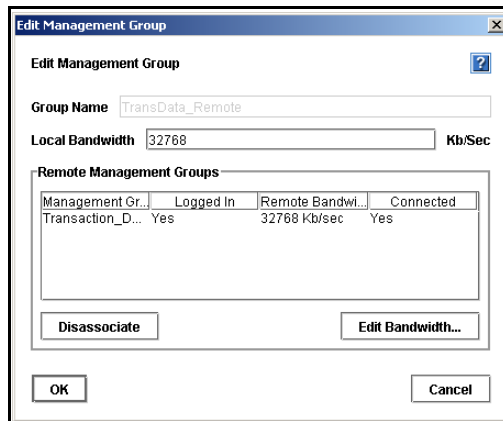 Edit Management Group
Edit Management Group ?
Group Name TransData_Remote
Local Bandwidth 32768 Kb/Sec
Remote Management Groups
Management Gr... Logged In Remote Bandwi... Connected
Transaction_D... Yes 32768 Kb/sec Yes
Disassociate Edit Bandwidth...
OK Cancel